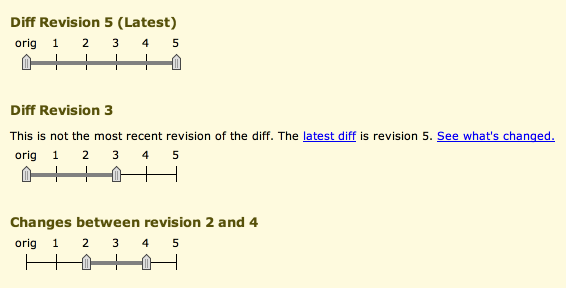 Diff Revision 5 (Latest)
orig 1 2 3 4 5
Diff Revision 3
This is not the most recent revision of the diff. The latest diff is revision 5. See what's changed.
orig 1 2 3 4 5
Changes between revision 2 and 4
orig 1 2 3 4 5